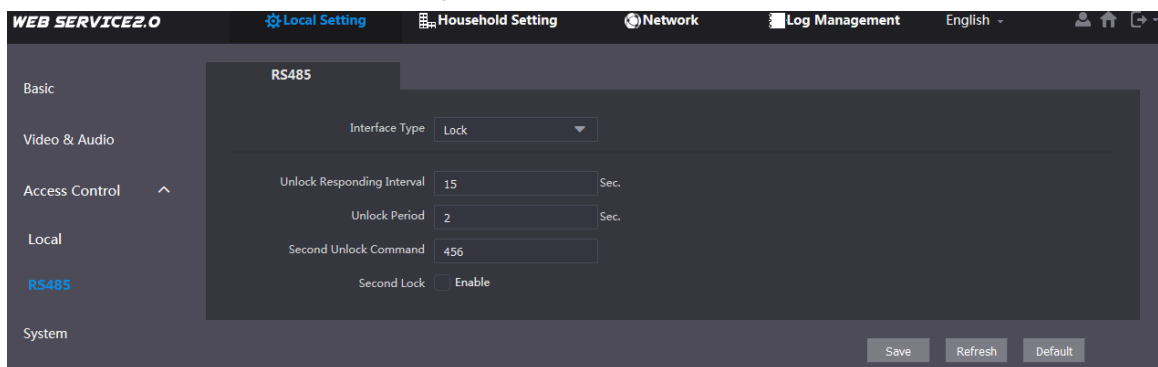 WEB SERVICE2.0 Local Setting Household Setting Network Log Management English
RS485
Basic
Interface Type Lock
Video & Audio
Access Control
Unlock Responding Interval 15 Sec.
Unlock Period 2 Sec.
Local
Second Unlock Command 456
Second Lock Enable
RS485
System
Save Refresh Default